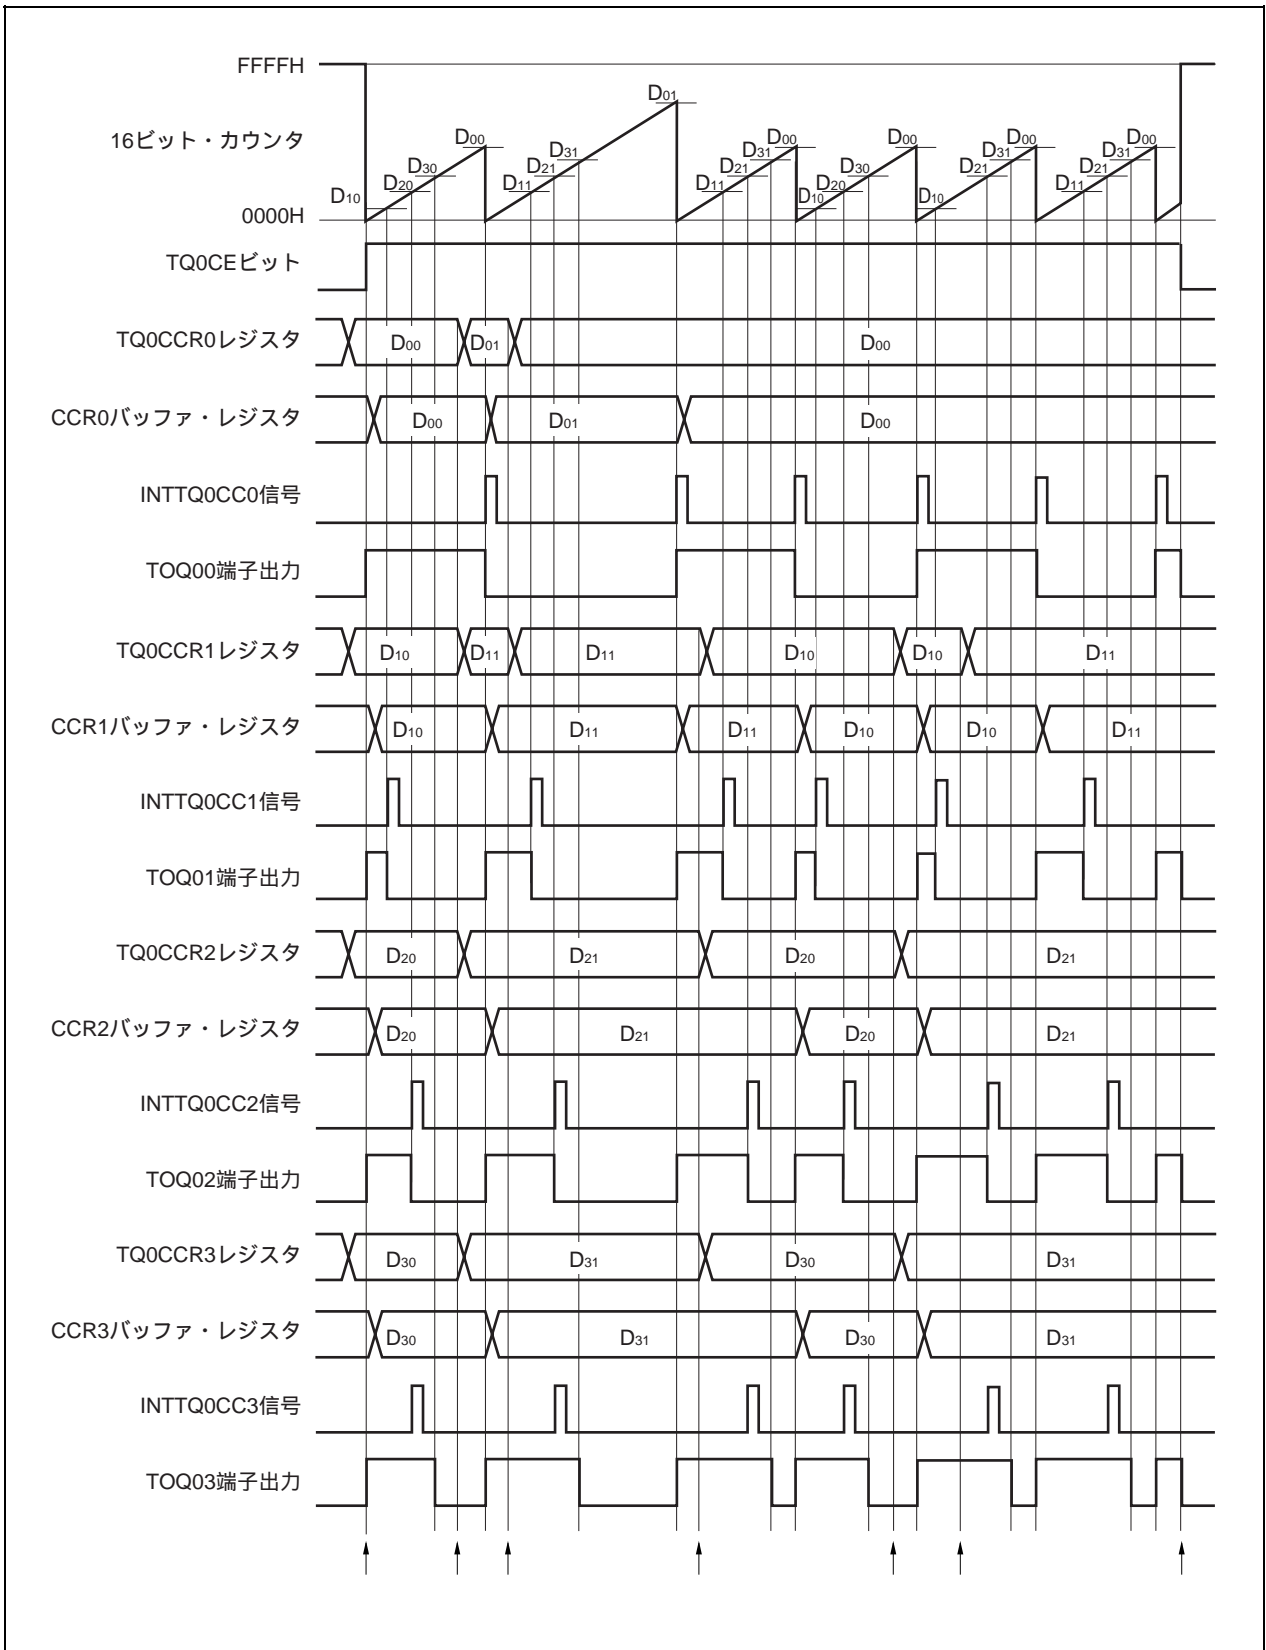 FFFFH
D01
16ビット・カウンタ
D00 D00 D00 D00 D00
D30 D31 D31 D30 D31 D31
D20 D21 D21 D20 D21 D21
D10 D11 D11 D10 D10 D11
0000H
TQ0CEビット
TQ0CCR0レジスタ D00 D01 D00
CCR0バッファ・レジスタ D00 D01 D00
INTTQ0CC0信号
TOQ00端子出力
TQ0CCR1レジスタ D10 D11 D11 D10 D10 D11
CCR1バッファ・レジスタ D10 D11 D11 D10 D10 D11
INTTQ0CC1信号
TOQ01端子出力
TQ0CCR2レジスタ D20 D21 D20 D21
CCR2バッファ・レジスタ D20 D21 D20 D21
INTTQ0CC2信号
TOQ02端子出力
TQ0CCR3レジスタ D30 D31 D30 D31
CCR3バッファ・レジスタ D30 D31 D30 D31
INTTQ0CC3信号
TOQ03端子出力